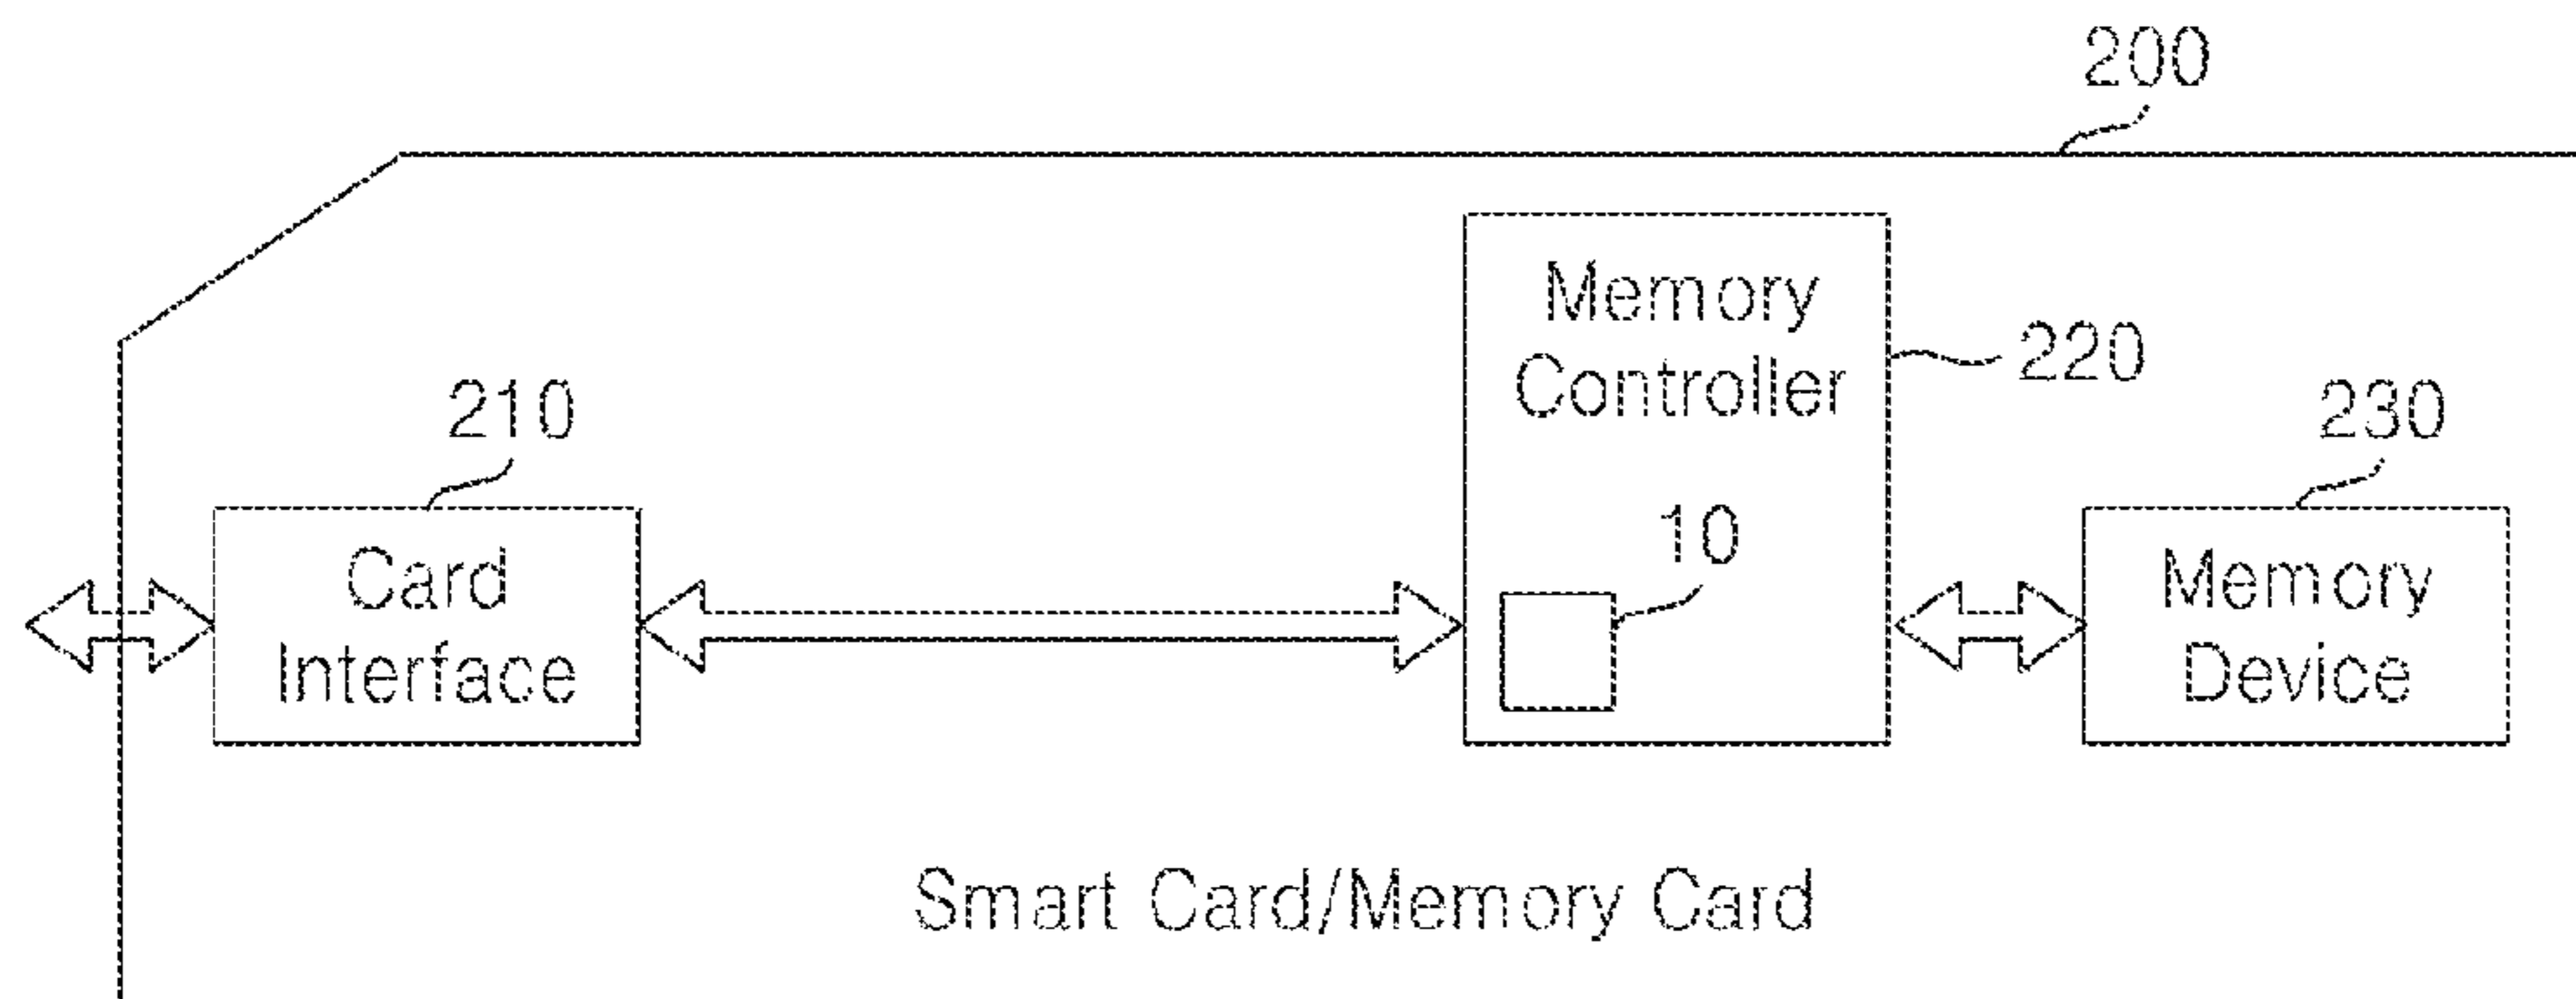 200
Memory
Controller
220
210
230
10
Card
Interface
Memory
Device
Smart Card/Memory Card